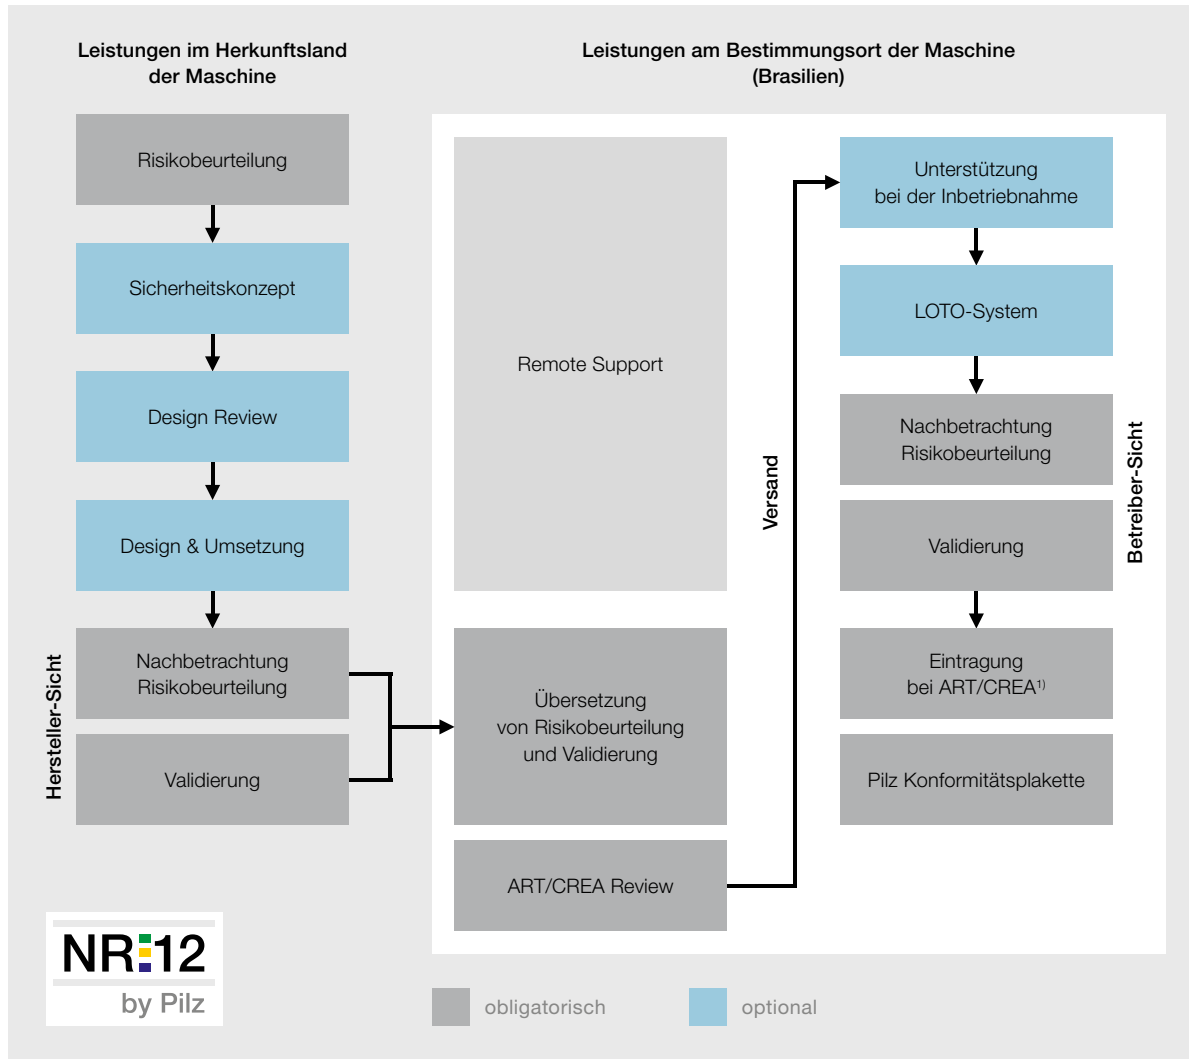 Leistungen im Herkunftsland
der Maschine
Risikobeurteilung
Sicherheitskonzept
Design Review
Design & Umsetzung
Hersteller-Sicht
Nachbetrachtung
Risikobeurteilung
Validierung
Leistungen am Bestimmungsort der Maschine
(Brasilien)
Remote Support
Übersetzung
von Risikobeurteilung
und Validierung
ART/CREA Review
Versand
Unterstützung
bei der Inbetriebnahme
LOTO-System
Nachbetrachtung
Risikobeurteilung
Validierung
Betreiber-Sicht
Eintragung
bei ART/CREA¹⁾
Pilz Konformitätsplakette
NR 12
by Pilz
obligatorisch
optional